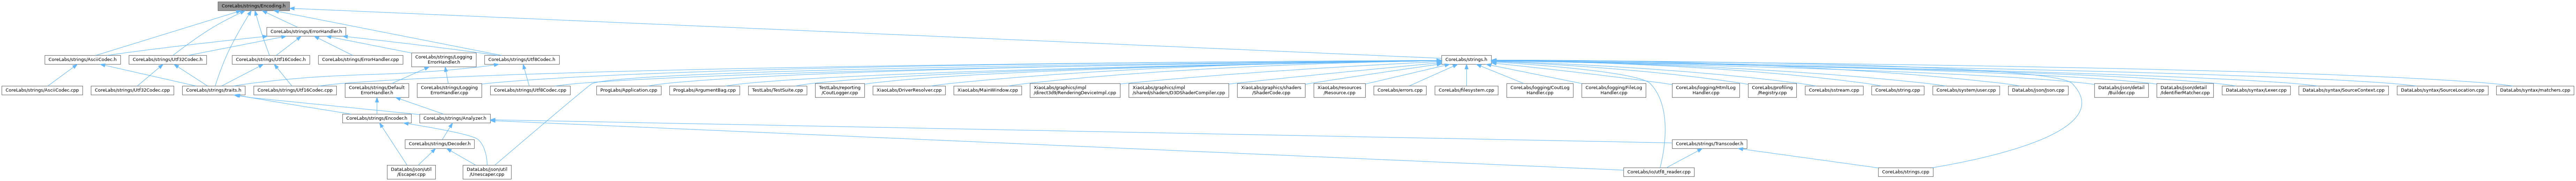 CoreLabs/strings/Encoding.h
CoreLabs/strings/ErrorHandler.h
CoreLabs/strings/AsciiCodec.h
CoreLabs/strings/Utf32Codec.h
CoreLabs/strings/Utf16Codec.h
CoreLabs/strings/ErrorHandler.cpp
CoreLabs/strings/Logging
ErrorHandler.h
CoreLabs/strings/Utf8Codec.h
CoreLabs/strings.h
CoreLabs/strings/AsciiCodec.cpp
CoreLabs/strings/Utf32Codec.cpp
CoreLabs/strings/traits.h
CoreLabs/strings/Utf16Codec.cpp
CoreLabs/strings/Default
ErrorHandler.h
CoreLabs/strings/Logging
ErrorHandler.cpp
CoreLabs/strings/Utf8Codec.cpp
ProgLabs/Application.cpp
ProgLabs/ArgumentBag.cpp
TestLabs/TestSuite.cpp
TestLabs/reporting
/CoutLogger.cpp
XiaoLabs/DriverResolver.cpp
XiaoLabs/MainWindow.cpp
XiaoLabs/graphics/impl
/direct3d9/RenderingDeviceImpl.cpp
XiaoLabs/graphics/impl
/shared/shaders/D3DShaderCompiler.cpp
XiaoLabs/graphics/shaders
/ShaderCode.cpp
XiaoLabs/resources
/Resource.cpp
CoreLabs/errors.cpp
CoreLabs/filesystem.cpp
CoreLabs/logging/CoutLog
Handler.cpp
CoreLabs/logging/FileLog
Handler.cpp
CoreLabs/logging/HtmlLog
Handler.cpp
CoreLabs/profiling
/Registry.cpp
CoreLabs/sstream.cpp
CoreLabs/string.cpp
CoreLabs/system/user.cpp
DataLabs/json/json.cpp
DataLabs/json/detail
/Builder.cpp
DataLabs/json/detail
/IdentifierMatcher.cpp
DataLabs/syntax/Lexer.cpp
DataLabs/syntax/SourceContext.cpp
DataLabs/syntax/SourceLocation.cpp
DataLabs/syntax/matchers.cpp
CoreLabs/strings/Encoder.h
CoreLabs/strings/Analyzer.h
CoreLabs/strings/Decoder.h
CoreLabs/strings/Transcoder.h
DataLabs/json/util
/Escaper.cpp
DataLabs/json/util
/Unescaper.cpp
CoreLabs/io/utf8_reader.cpp
CoreLabs/strings.cpp